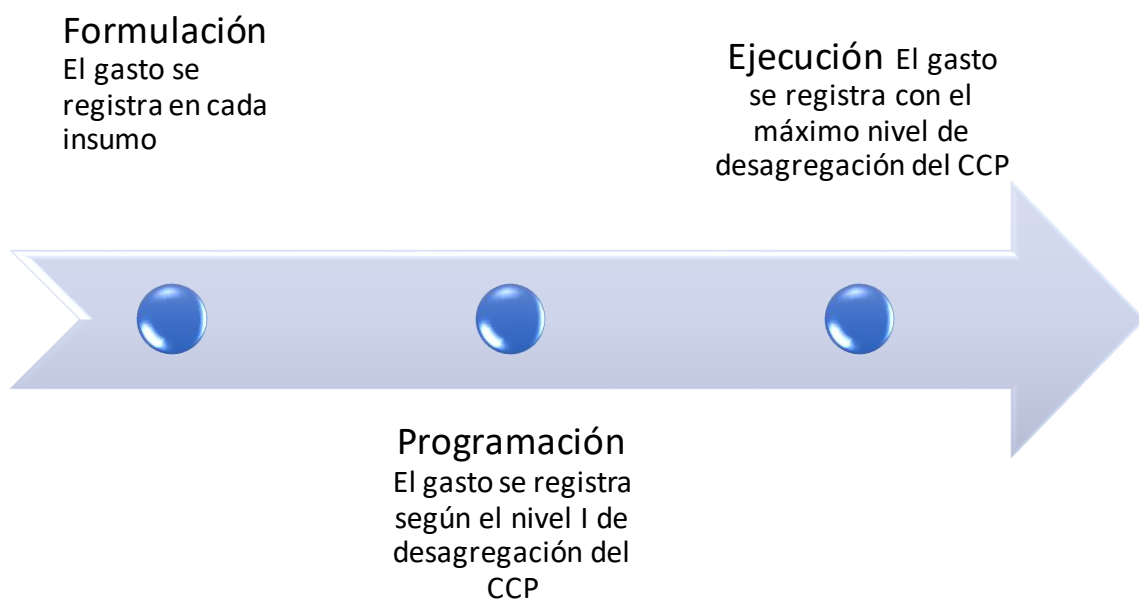 Formulación
El gasto se
registra en cada
insumo
Programación
El gasto se registra
según el nivel I de
desagregación del
CCP
Ejecución El gasto
se registra con el
máximo nivel de
desagregación del CCP